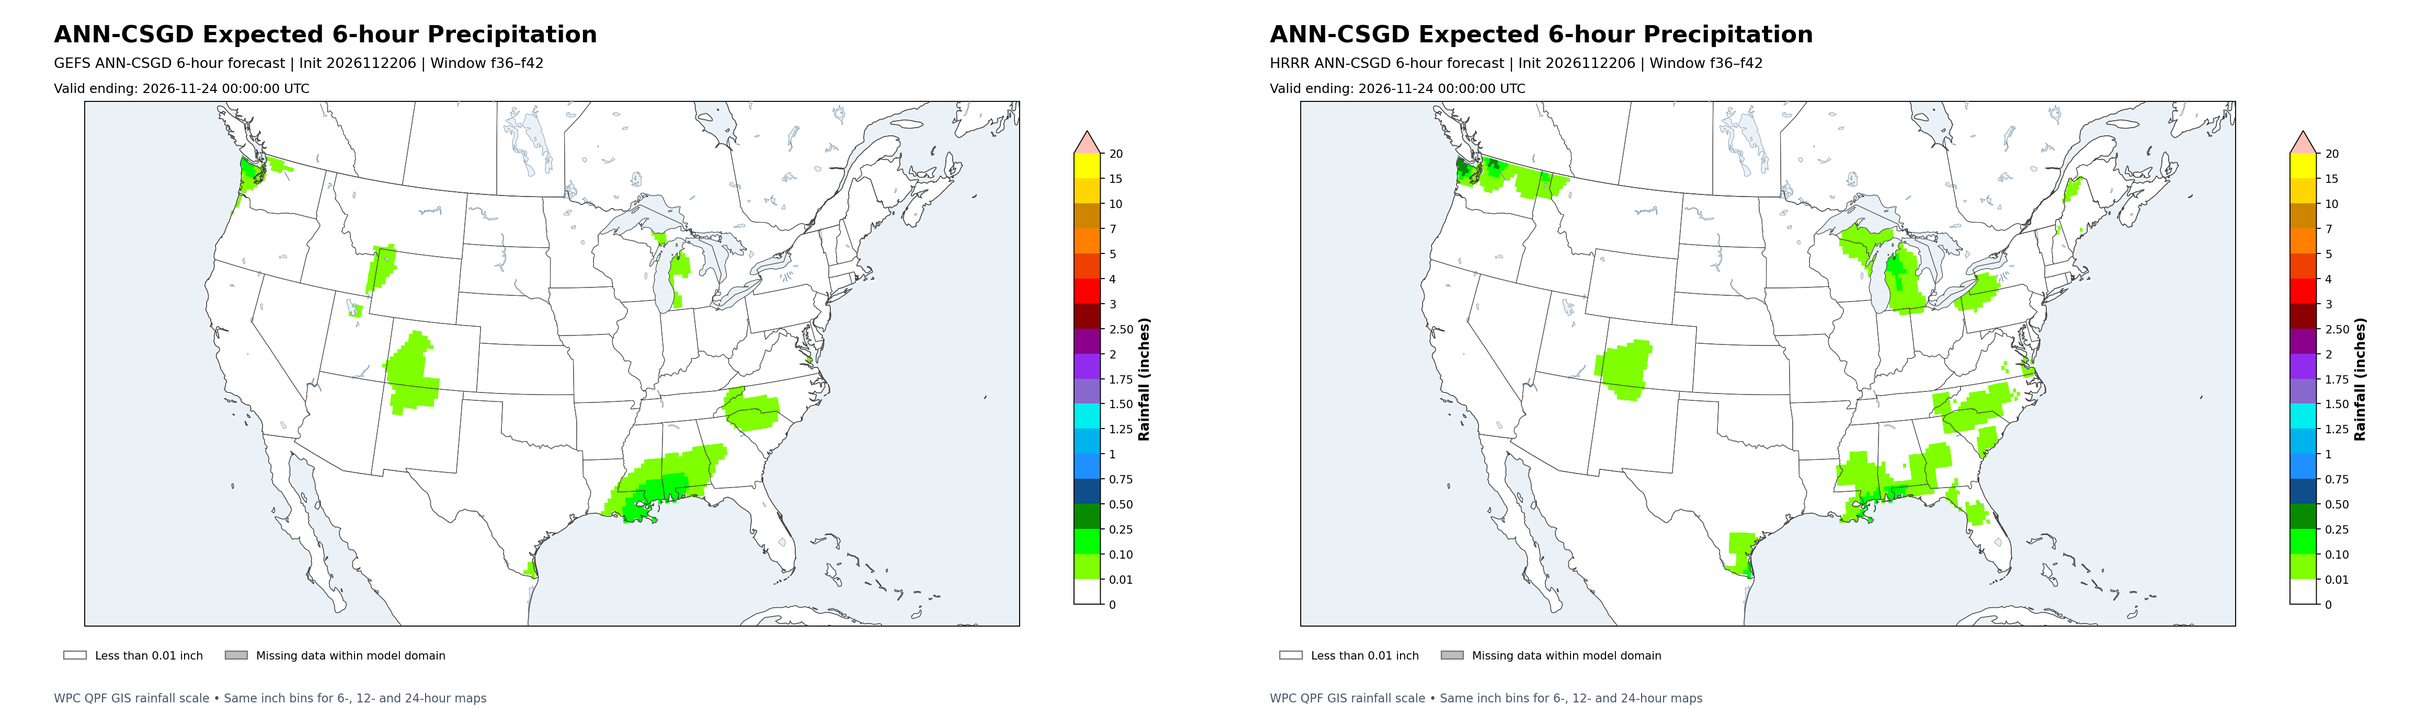 ANN-CSGD Expected 6-hour Precipitation
GEFS ANN-CSGD 6-hour forecast | Init 2026112206 | Window f36–f42
Valid ending: 2026-11-24 00:00:00 UTC
20
15
10
7
5
4
3
2.50
2
1.75
1.50
1.25
1
0.75
0.50
0.25
0.10
0.01
0
Rainfall (inches)
Less than 0.01 inch
Missing data within model domain
WPC QPF GIS rainfall scale • Same inch bins for 6-, 12- and 24-hour maps
ANN-CSGD Expected 6-hour Precipitation
HRRR ANN-CSGD 6-hour forecast | Init 2026112206 | Window f36–f42
Valid ending: 2026-11-24 00:00:00 UTC
20
15
10
7
5
4
3
2.50
2
1.75
1.50
1.25
1
0.75
0.50
0.25
0.10
0.01
0
Rainfall (inches)
Less than 0.01 inch
Missing data within model domain
WPC QPF GIS rainfall scale • Same inch bins for 6-, 12- and 24-hour maps